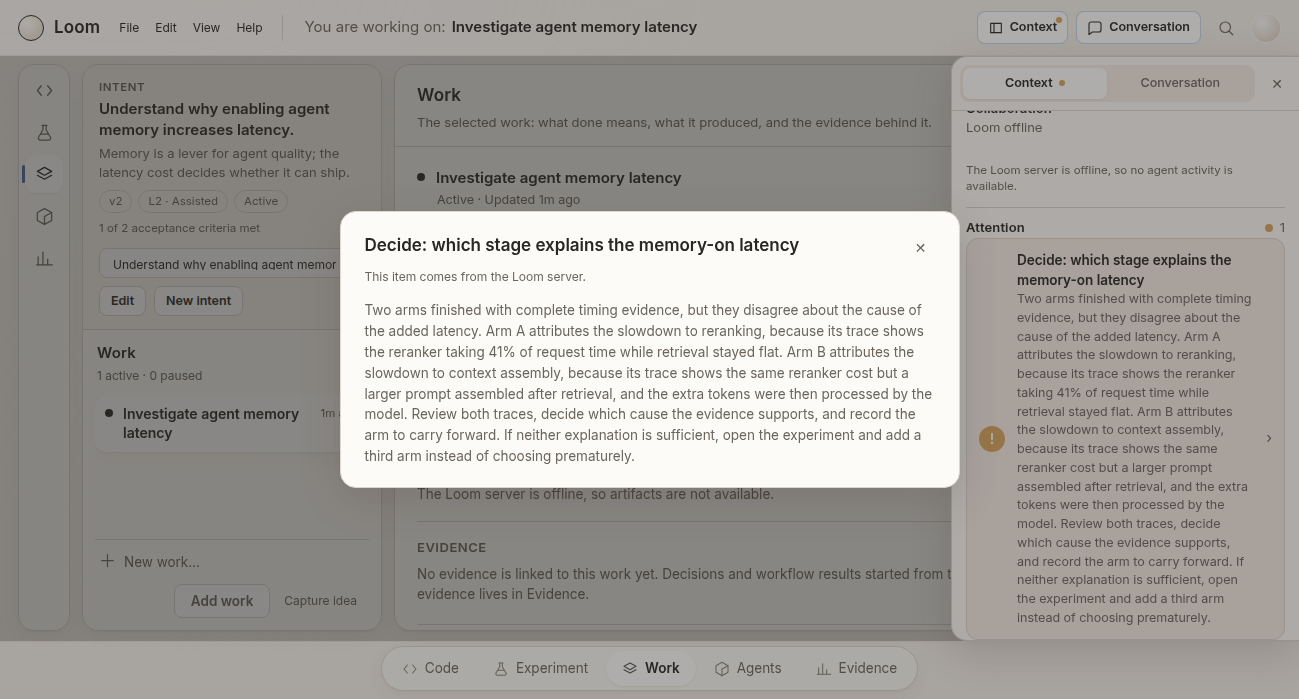 Loom File Edit View Help You are working on: Investigate agent memory latency Context Conversation
INTENT
Understand why enabling agent
memory increases latency.
Memory is a lever for agent quality; the
latency cost decides whether it can ship.
v2 L2 · Assisted Active
1 of 2 acceptance criteria met
Understand why enabling agent memor
Edit New intent
Work
1 active · 0 paused
Investigate agent memory 1m
latency
New work...
Add work Capture idea
Work
The selected work: what done means, what it produced, and the evidence behind it.
Investigate agent memory latency
Active · Updated 1m ago
Decide: which stage explains the memory-on latency
This item comes from the Loom server.
Two arms finished with complete timing evidence, but they disagree about the cause of
the added latency. Arm A attributes the slowdown to reranking, because its trace shows
the reranker taking 41% of request time while retrieval stayed flat. Arm B attributes the
slowdown to context assembly, because its trace shows the same reranker cost but a
larger prompt assembled after retrieval, and the extra tokens were then processed by the
model. Review both traces, decide which cause the evidence supports, and record the
arm to carry forward. If neither explanation is sufficient, open the experiment and add a
third arm instead of choosing prematurely.
The Loom server is offline, so artifacts are not available.
EVIDENCE
No evidence is linked to this work yet. Decisions and workflow results started from
evidence lives in Evidence.
Context Conversation
Collaboration
Loom offline
The Loom server is offline, so no agent activity is
available.
Attention 1
Decide: which stage explains the
memory-on latency
Two arms finished with complete timing
evidence, but they disagree about the
cause of the added latency. Arm A
attributes the slowdown to reranking,
because its trace shows the reranker
taking 41% of request time while
retrieval stayed flat. Arm B attributes
the slowdown to context assembly,
because its trace shows the same
reranker cost but a larger prompt
assembled after retrieval, and the extra
tokens were then processed by the
model. Review both traces, decide
which cause the evidence supports,
and record the arm to carry forward. If
neither explanation is sufficient, open
the experiment and add a third arm
instead of choosing prematurely.
Code Experiment Work Agents Evidence